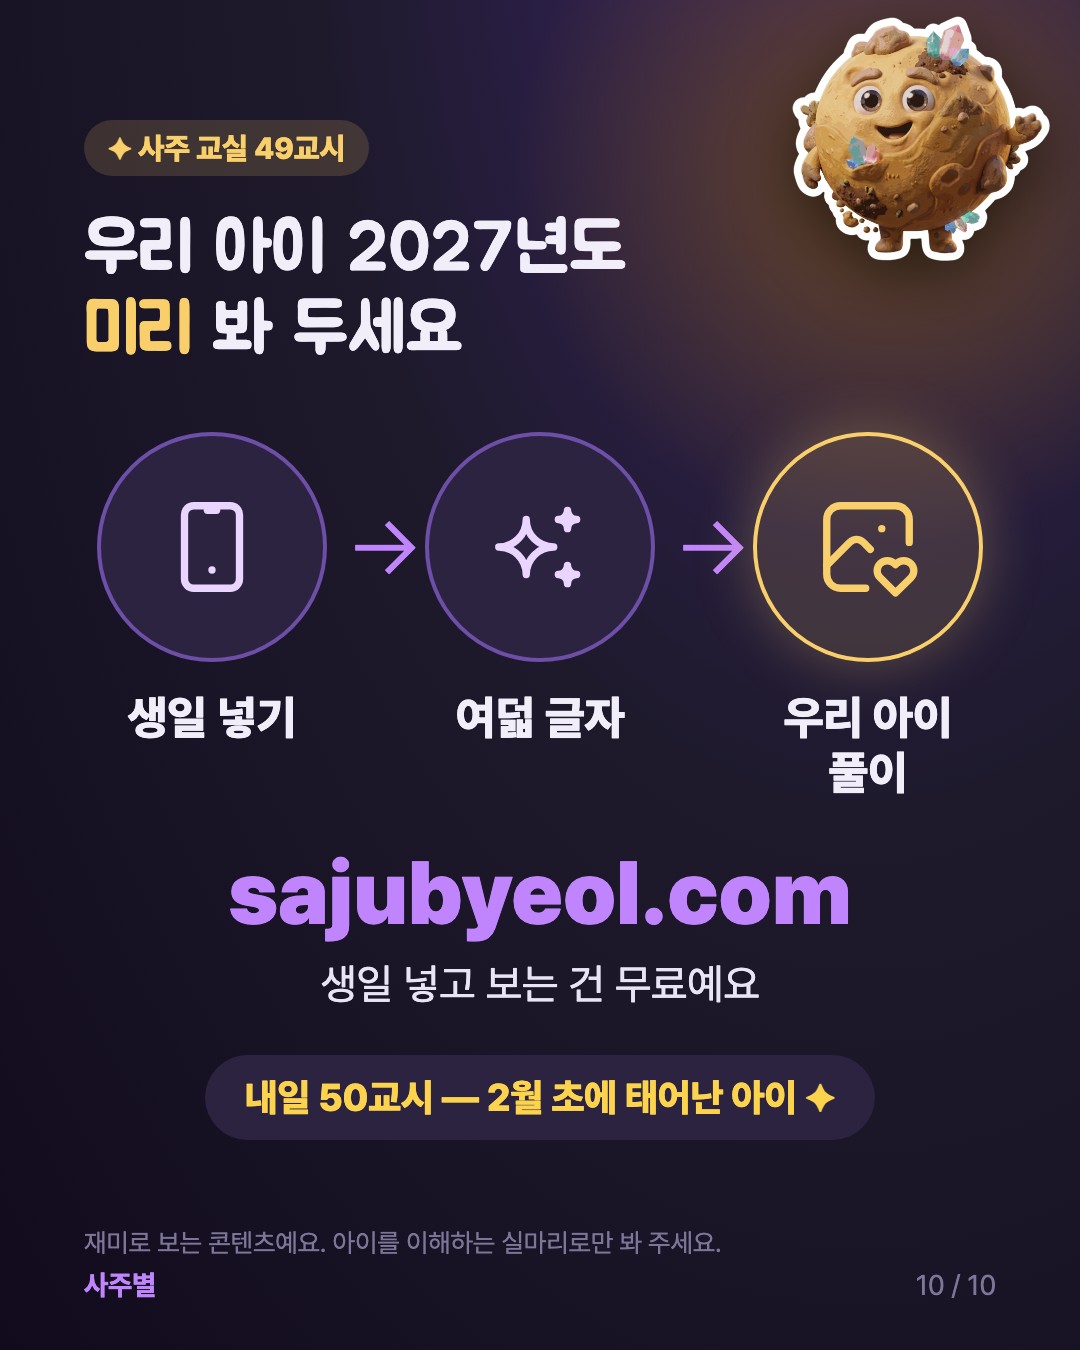 ✦ 사주 교실 49교시
우리 아이 2027년도
미리 봐 두세요
생일 넣기
여덟 글자
우리 아이
풀이
sajubyeol.com
생일 넣고 보는 건 무료예요
내일 50교시 — 2월 초에 태어난 아이 ✦
재미로 보는 콘텐츠예요. 아이를 이해하는 실마리로만 봐 주세요.
사주별
10 / 10